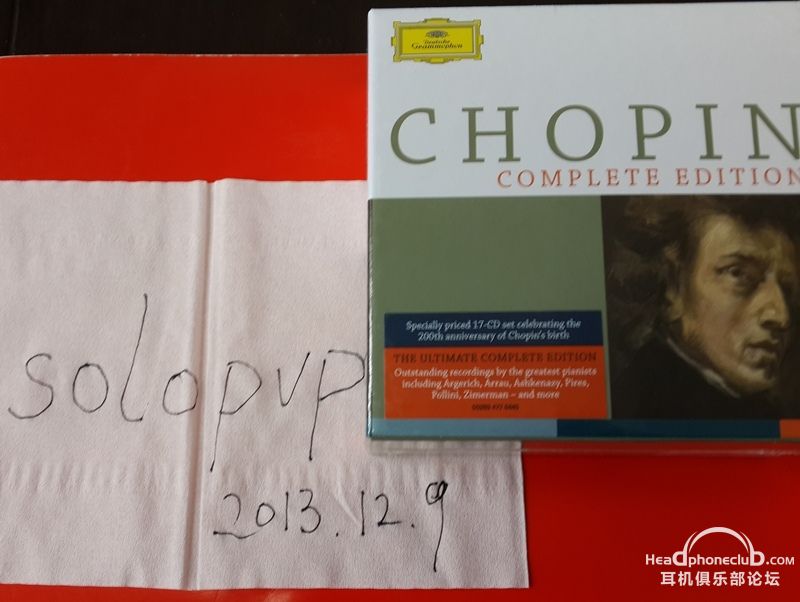 Deutsche
Grammophon
CHOPIN
COMPLETE EDITION
Specially priced 17-CD set celebrating the
200th anniversary of Chopin's birth
THE ULTIMATE COMPLETE EDITION
Outstanding recordings by the greatest pianists
including Argerich, Arrau, Ashkenazy, Pires,
Pollini, Zimerman – and more
solopvp
2013.12.9
HeadphoneclubD.com
耳机俱乐部论坛